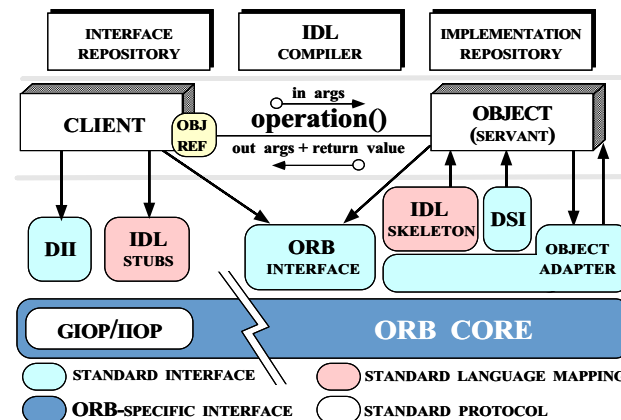 INTERFACE
REPOSITORY
IDL
COMPILER
IMPLEMENTATION
REPOSITORY
CLIENT
OBJ
REF
in args
operation()
out args + return value
OBJECT
(SERVANT)
DII
IDL
STUBS
ORB
INTERFACE
IDL
SKELETON
DSI
OBJECT
ADAPTER
GIOP/IIOP
ORB CORE
STANDARD INTERFACE
STANDARD LANGUAGE MAPPING
ORB-SPECIFIC INTERFACE
STANDARD PROTOCOL